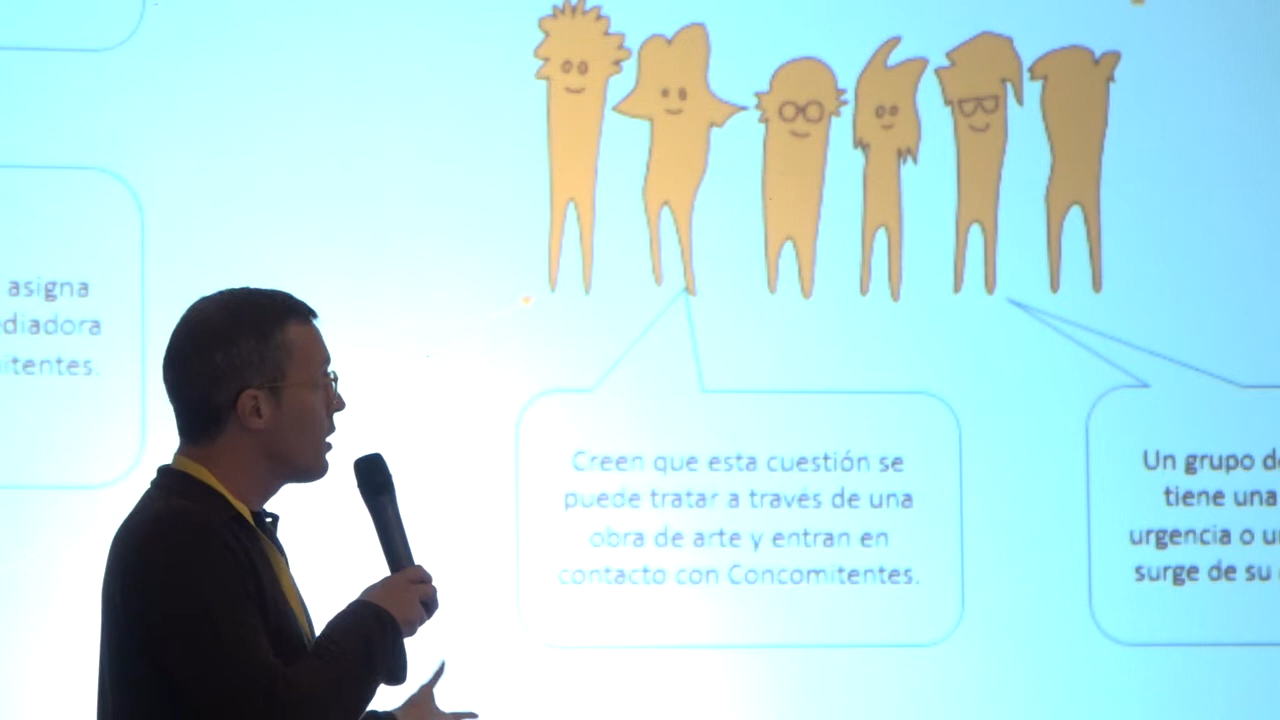 asigna
diadora
itentes.
Creen que esta cuestión se
puede tratar a través de una
obra de arte y entran en
contacto con Concomitentes.
Un grupo d
tiene una
urgencia o u
surge de su